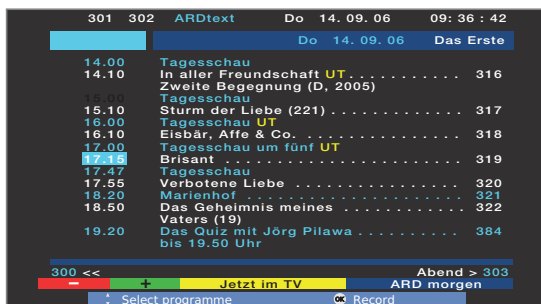 301 302 ARDtext Do 14. 09. 06 09: 36 : 42
Do 14. 09. 06 Das Erste
14.00 Tagesschau
14.10 In aller Freundschaft UT . . . . . . . . . . 316
Zweite Begegnung (D, 2005)
15.00 Tagesschau
15.10 Sturm der Liebe (221) . . . . . . . . . . . . 317
16.00 Tagesschau UT
16.10 Eisbär, Affe & Co. . . . . . . . . . . . . . . . 318
17.00 Tagesschau um fünf UT
17.15 Brisant . . . . . . . . . . . . . . . . . . . . . 319
17.47 Tagesschau
17.55 Verbotene Liebe . . . . . . . . . . . . . . . 320
18.20 Marienhof . . . . . . . . . . . . . . . . . . . 321
18.50 Das Geheimnis meines . . . . . . . . . . . 322
Vaters (19)
19.20 Das Quiz mit Jörg Pilawa . . . . . . . . . 384
bis 19.50 Uhr
300 << Abend > 303
− + Jetzt im TV ARD morgen
Select programme OK Record